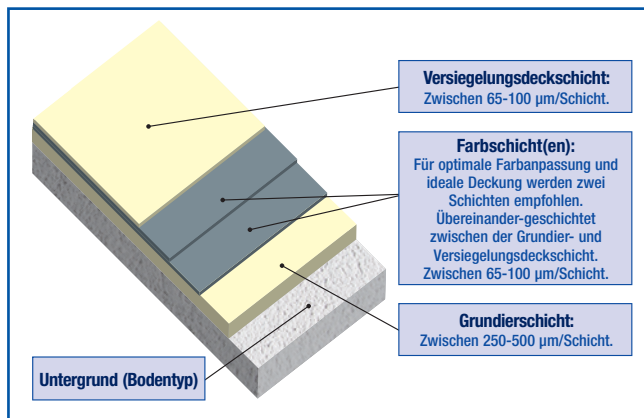 Versiegelungsdeckschicht:
Zwischen 65-100 µm/Schicht.
Farbschicht(en):
Für optimale Farbanpassung und
ideale Deckung werden zwei
Schichten empfohlen.
Übereinander-geschichtet
zwischen der Grundier- und
Versiegelungsdeckschicht.
Zwischen 65-100 µm/Schicht.
Grundierschicht:
Zwischen 250-500 µm/Schicht.
Untergrund (Bodentyp)